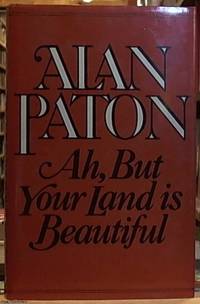 ALAN
PATON
Ah, But
Your Land is
Beautiful